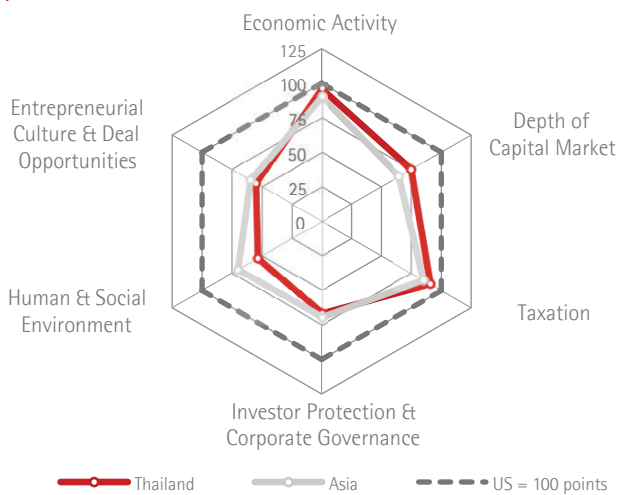 Economic Activity
125
100
75
50
25
0
Entrepreneurial
Culture & Deal
Opportunities
Depth of
Capital Market
Human & Social
Environment
Taxation
Investor Protection &
Corporate Governance
Thailand
Asia
US = 100 points